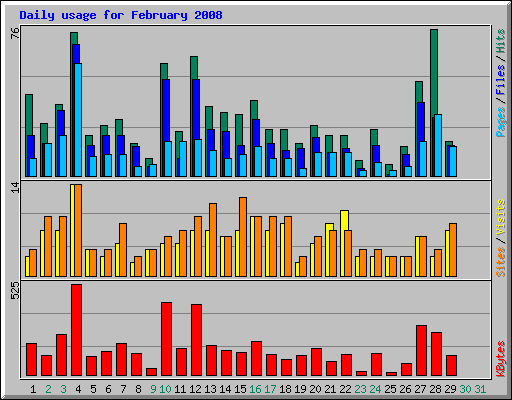 Daily usage for February 2008
76
14
525
Pages / Files / Hits
Sites / Visits
KBytes
1 2 3 4 5 6 7 8 9 10 11 12 13 14 15 16 17 18 19 20 21 22 23 24 25 26 27 28 29 30 31